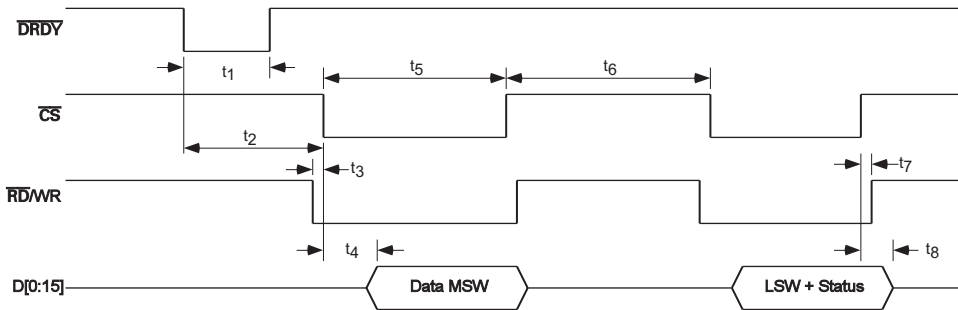 DRDY
t1
t5
t6
CS
t2
t3
t7
RD/WR
t4
t8
D[0:15]
Data MSW
LSW + Status